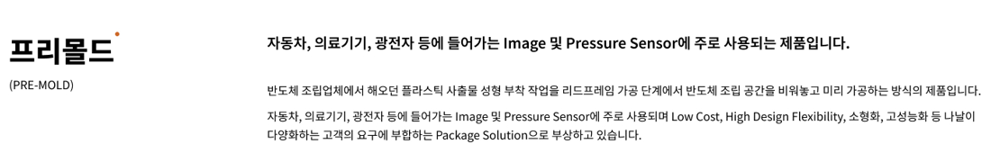 프리몰드
(PRE-MOLD)
자동차, 의료기기, 광전자 등에 들어가는 Image 및 Pressure Sensor에 주로 사용되는 제품입니다.
반도체 조립업체에서 해오던 플라스틱 사출물 성형 부착 작업을 리드프레임 가공 단계에서 반도체 조립 공간을 비워놓고 미리 가공하는 방식의 제품입니다.
자동차, 의료기기, 광전자 등에 들어가는 Image 및 Pressure Sensor에 주로 사용되며 Low Cost, High Design Flexibility, 소형화, 고성능화 등 나날이
다양화하는 고객의 요구에 부합하는 Package Solution으로 부상하고 있습니다.